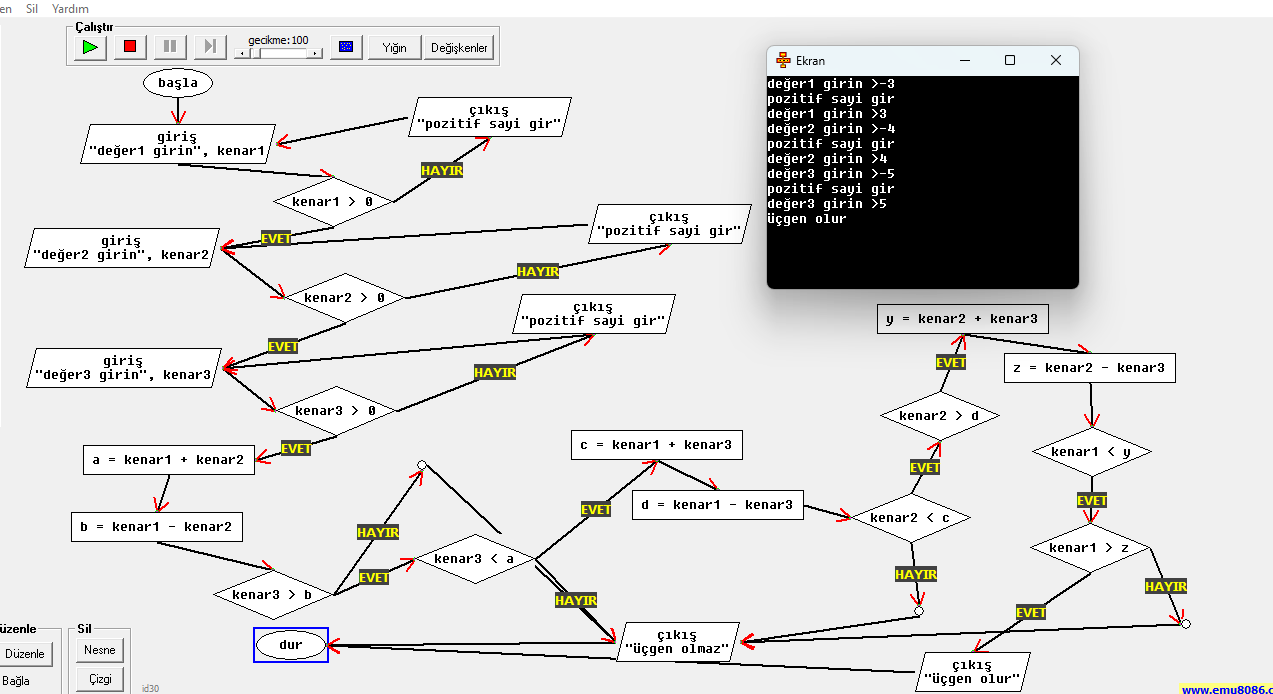 en Sil Yardım
Çalıştır
gecikme:100
Yığın
Değişkenler
başla
giriş
"değer1 girin", kenar1
çıkış
"pozitif sayi gir"
HAYIR
kenar1 > 0
EVET
giriş
"değer2 girin", kenar2
çıkış
"pozitif sayi gir"
HAYIR
kenar2 > 0
EVET
çıkış
"pozitif sayi gir"
giriş
"değer3 girin", kenar3
HAYIR
kenar3 > 0
EVET
Ekran
değer1 girin >-3
pozitif sayi gir
değer1 girin >3
değer2 girin >-4
pozitif sayi gir
değer2 girin >4
değer3 girin >-5
pozitif sayi gir
değer3 girin >5
üçgen olur
a = kenar1 + kenar2
b = kenar1 - kenar2
kenar3 > b
HAYIR
EVET
kenar3 < a
EVET
HAYIR
c = kenar1 + kenar3
d = kenar1 - kenar3
kenar2 < c
EVET
HAYIR
kenar2 > d
EVET
y = kenar2 + kenar3
z = kenar2 - kenar3
kenar1 < y
EVET
kenar1 > z
HAYIR
EVET
çıkış
"üçgen olmaz"
çıkış
"üçgen olur"
dur
üzenle
Düzenle
Bağla
Sil
Nesne
Çizgi
id30
www.emu8086.c